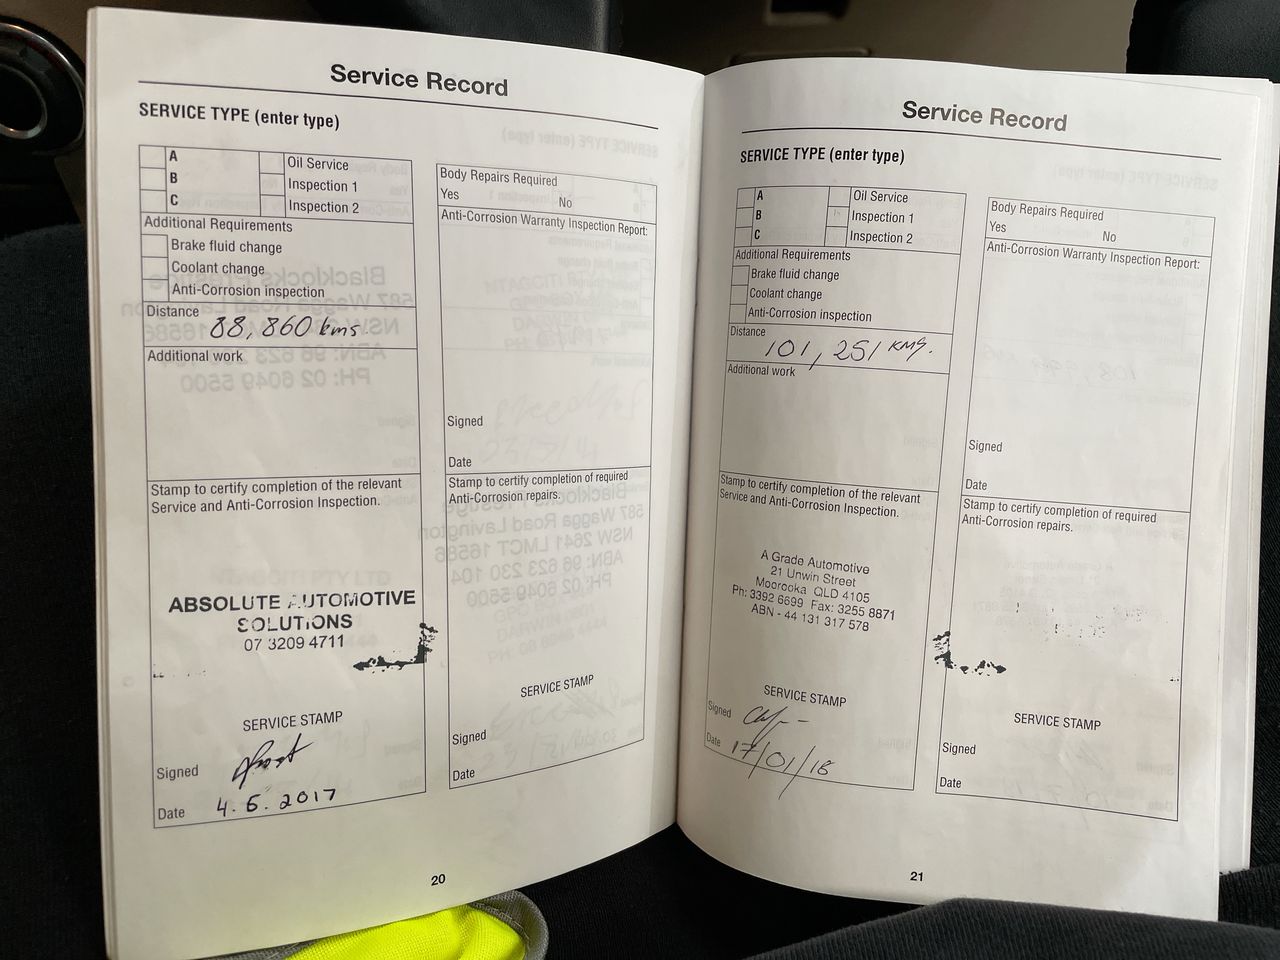 Service Record
SERVICE TYPE (enter type)
A
B
C
Oil Service
Inspection 1
Inspection 2
Additional Requirements
Brake fluid change
Coolant change
Anti-Corrosion inspection
Distance
88,860 kms.
Additional work
Stamp to certify completion of the relevant
Service and Anti-Corrosion Inspection.
ABSOLUTE AUTOMOTIVE
SOLUTIONS
07 3209 4711
SERVICE STAMP
Signed
Date 4.5.2017
Body Repairs Required
Yes No
Anti-Corrosion Warranty Inspection Report:
Signed
Date
Stamp to certify completion of required
Anti-Corrosion repairs.
SERVICE STAMP
Signed
Date
20
Service Record
SERVICE TYPE (enter type)
A
B
C
Oil Service
Inspection 1
Inspection 2
Additional Requirements
Brake fluid change
Coolant change
Anti-Corrosion inspection
Distance
101,251 KMS.
Additional work
Stamp to certify completion of the relevant
Service and Anti-Corrosion Inspection.
A Grade Automotive
21 Unwin Street
Moorooka QLD 4105
Ph: 3392 6699 Fax: 3255 8871
ABN - 44 131 317 578
SERVICE STAMP
Signed
Date 17/01/18
Body Repairs Required
Yes No
Anti-Corrosion Warranty Inspection Report:
Signed
Date
Stamp to certify completion of required
Anti-Corrosion repairs.
SERVICE STAMP
Signed
Date
21